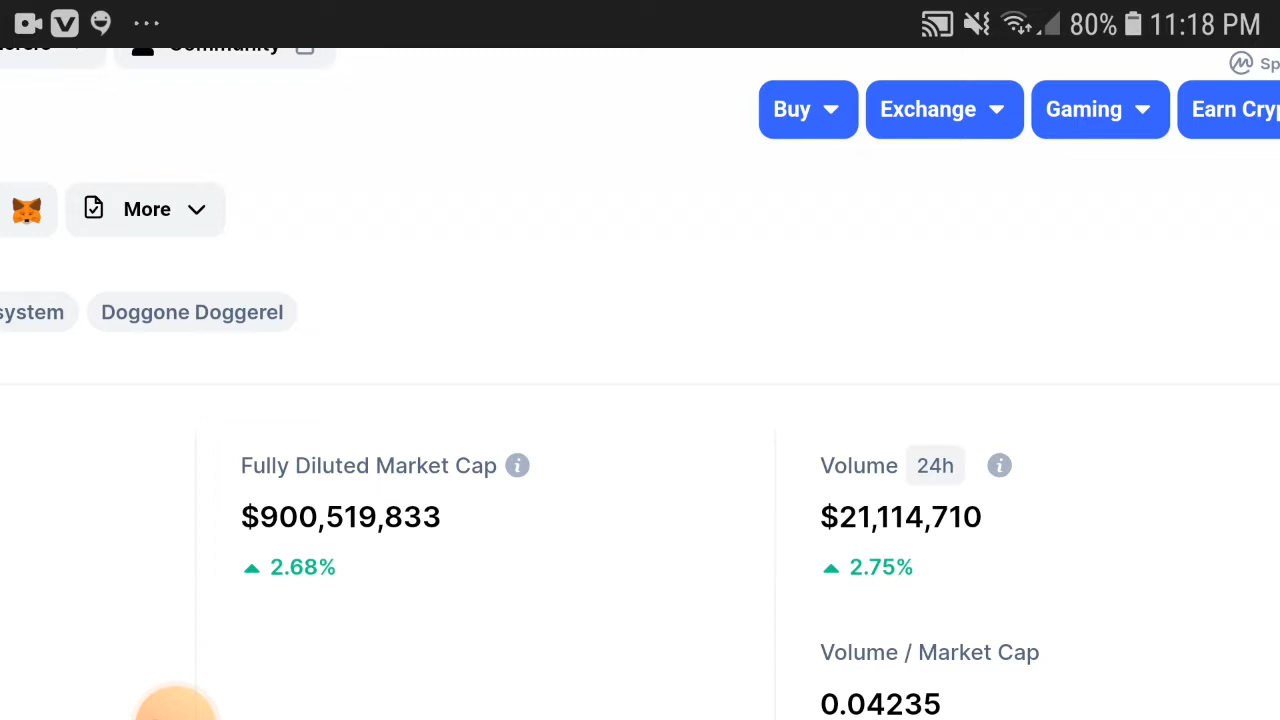 80% 11:18 PM
Community
Sp
Buy Exchange Gaming Earn Cryp
More
system Doggone Doggerel
Fully Diluted Market Cap Volume 24h
$900,519,833 $21,114,710
2.68% 2.75%
Volume / Market Cap
0.04235